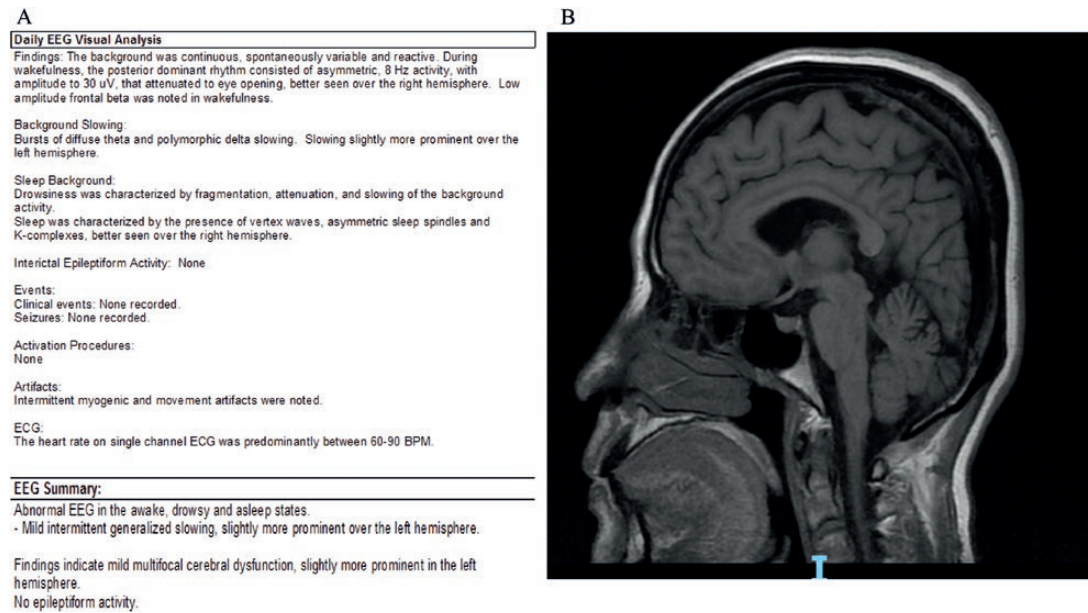 A
B
Daily EEG Visual Analysis
Findings: The background was continuous, spontaneously variable and reactive. During
wakefulness, the posterior dominant rhythm consisted of asymmetric, 8 Hz activity, with
amplitude to 30 uV, that attenuated to eye opening, better seen over the right hemisphere. Low
amplitude frontal beta was noted in wakefulness.
Background Slowing:
Bursts of diffuse theta and polymorphic delta slowing. Slowing slightly more prominent over the
left hemisphere.
Sleep Background:
Drowsiness was characterized by fragmentation, attenuation, and slowing of the background
activity.
Sleep was characterized by the presence of vertex waves, asymmetric sleep spindles and
K-complexes, better seen over the right hemisphere.
Interictal Epileptiform Activity: None
Events:
Clinical events: None recorded.
Seizures: None recorded.
Activation Procedures:
None
Artifacts:
Intermittent myogenic and movement artifacts were noted.
ECG:
The heart rate on single channel ECG was predominantly between 60-90 BPM.
EEG Summary:
Abnormal EEG in the awake, drowsy and asleep states.
- Mild intermittent generalized slowing, slightly more prominent over the left hemisphere.
Findings indicate mild multifocal cerebral dysfunction, slightly more prominent in the left
hemisphere.
No epileptiform activity.